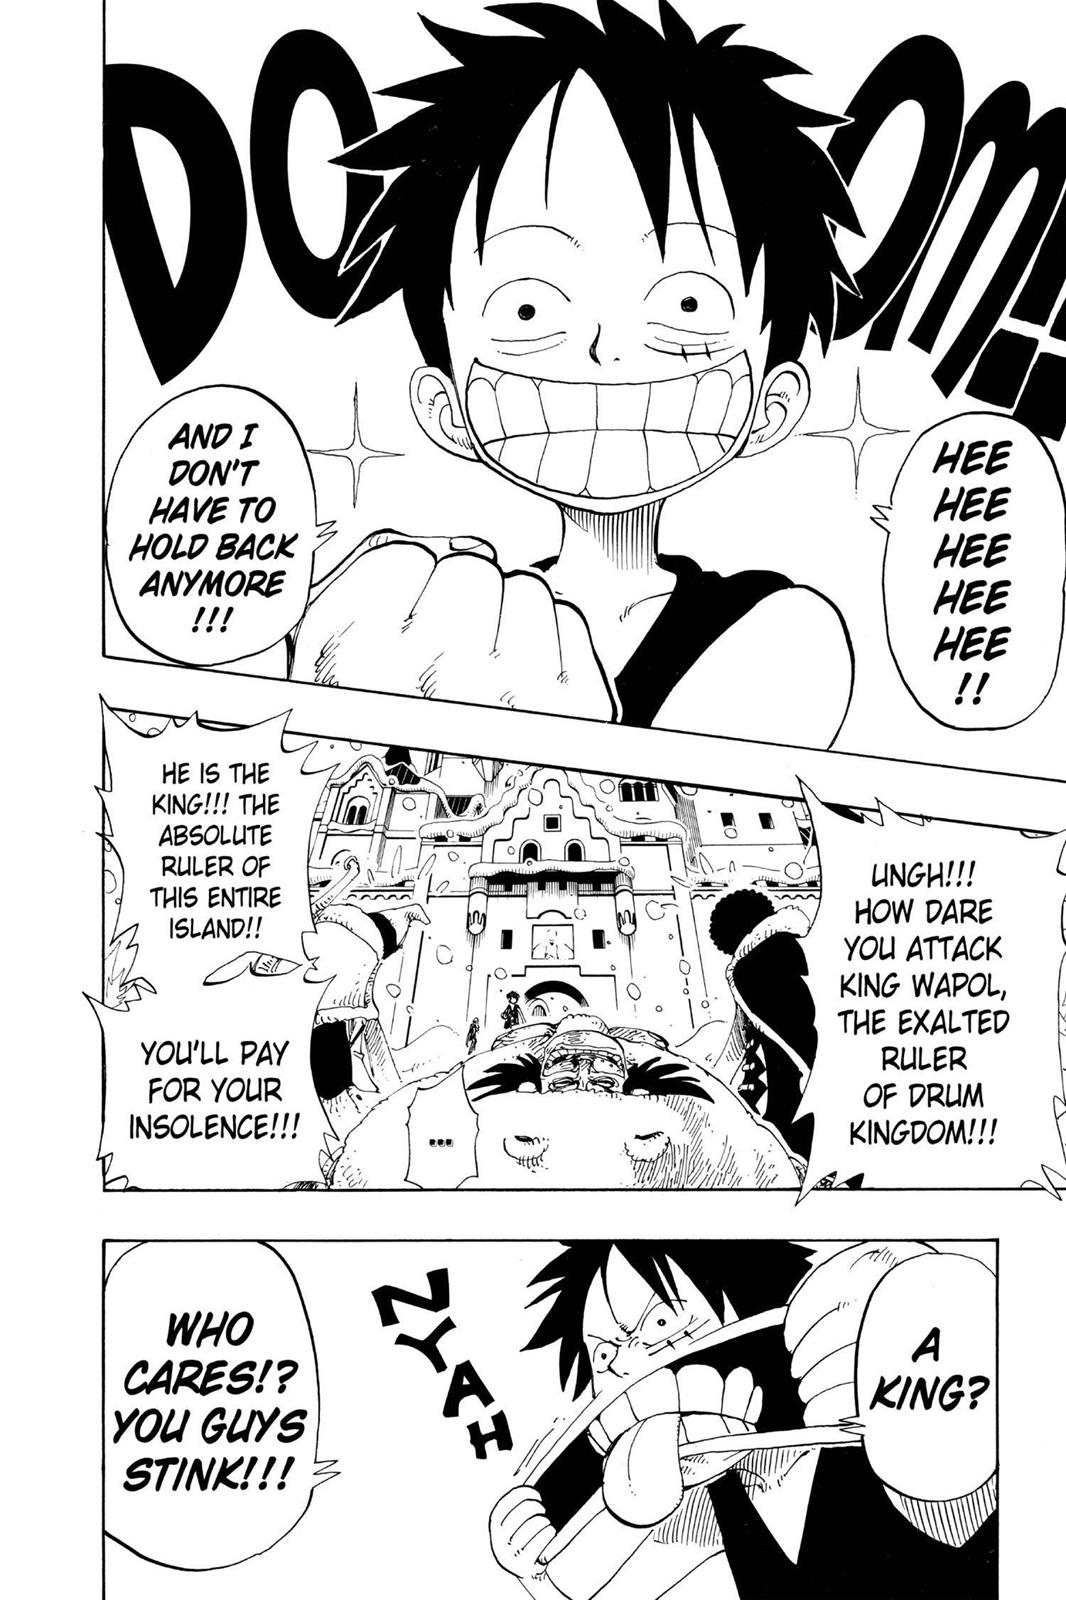 DO OM!!
HEE
HEE
HEE
HEE
HEE
!!
AND I
DON'T
HAVE TO
HOLD BACK
ANYMORE
!!!
UNGH!!!
HOW DARE
YOU ATTACK
KING WAPOL,
THE EXALTED
RULER
OF DRUM
KINGDOM!!!
HE IS THE
KING!!! THE
ABSOLUTE
RULER OF
THIS ENTIRE
ISLAND!!
YOU'LL PAY
FOR YOUR
INSOLENCE!!!
...
A
KING?
NYAH
WHO
CARES!?
YOU GUYS
STINK!!!